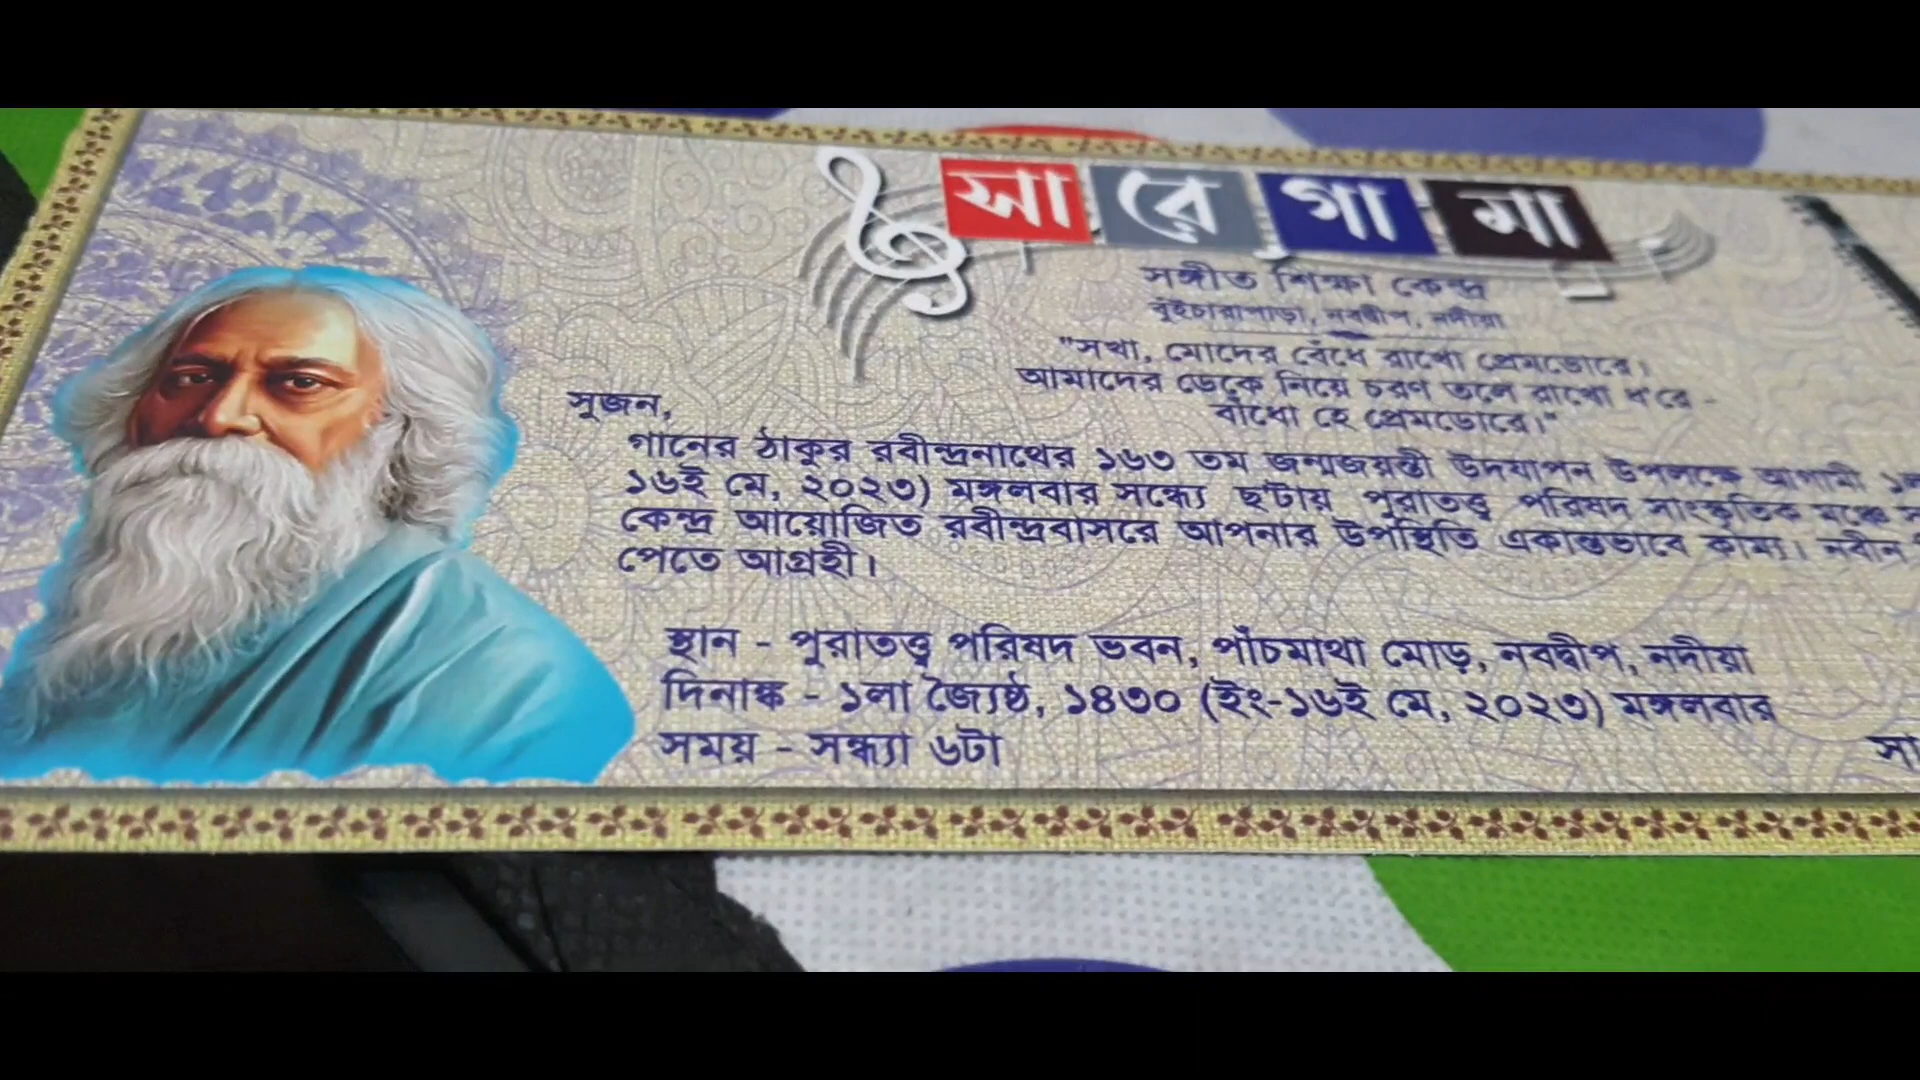 সা রে গা মা
সঙ্গীত শিক্ষা কেন্দ্র
বুঁইচারাপাড়া, নবদ্বীপ, নদীয়া
"সখা, মোদের বেঁধে রাখো প্রেমডোরে।
আমাদের ডেকে নিয়ে চরণ তলে রাখো ধ'রে -
বাঁধো হে প্রেমডোরে।"
সুজন,
গানের ঠাকুর রবীন্দ্রনাথের ১৬৩ তম জন্মজয়ন্তী উদযাপন উপলক্ষে আগামী
১৬ই মে, ২০২৩) মঙ্গলবার সন্ধ্যে ছ'টায় পুরাতত্ত্ব পরিষদ সাংস্কৃতিক মঞ্চে
কেন্দ্র আয়োজিত রবীন্দ্রবাসরে আপনার উপস্থিতি একান্তভাবে কাম্য। নবীন
পেতে আগ্রহী।
স্থান - পুরাতত্ত্ব পরিষদ ভবন, পাঁচমাথা মোড়, নবদ্বীপ, নদীয়া
দিনাঙ্ক - ১লা জ্যৈষ্ঠ, ১৪৩০ (ইং-১৬ই মে, ২০২৩) মঙ্গলবার
সময় - সন্ধ্যা ৬টা
সা